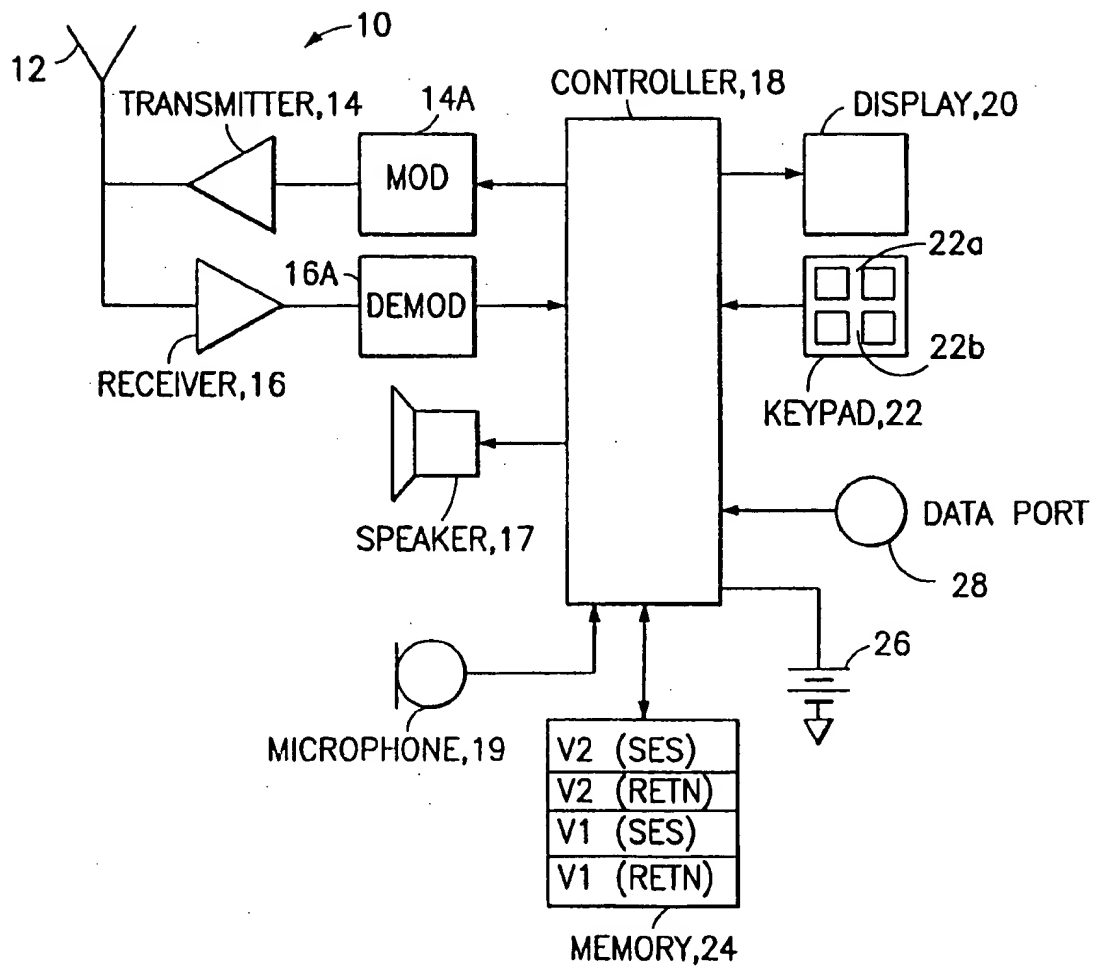 10
12
TRANSMITTER,14
14A
MOD
CONTROLLER,18
DISPLAY,20
22a
22b
KEYPAD,22
16A
DEMOD
RECEIVER,16
SPEAKER,17
DATA PORT
28
26
MICROPHONE,19
V2 (SES)
V2 (RETN)
V1 (SES)
V1 (RETN)
MEMORY,24